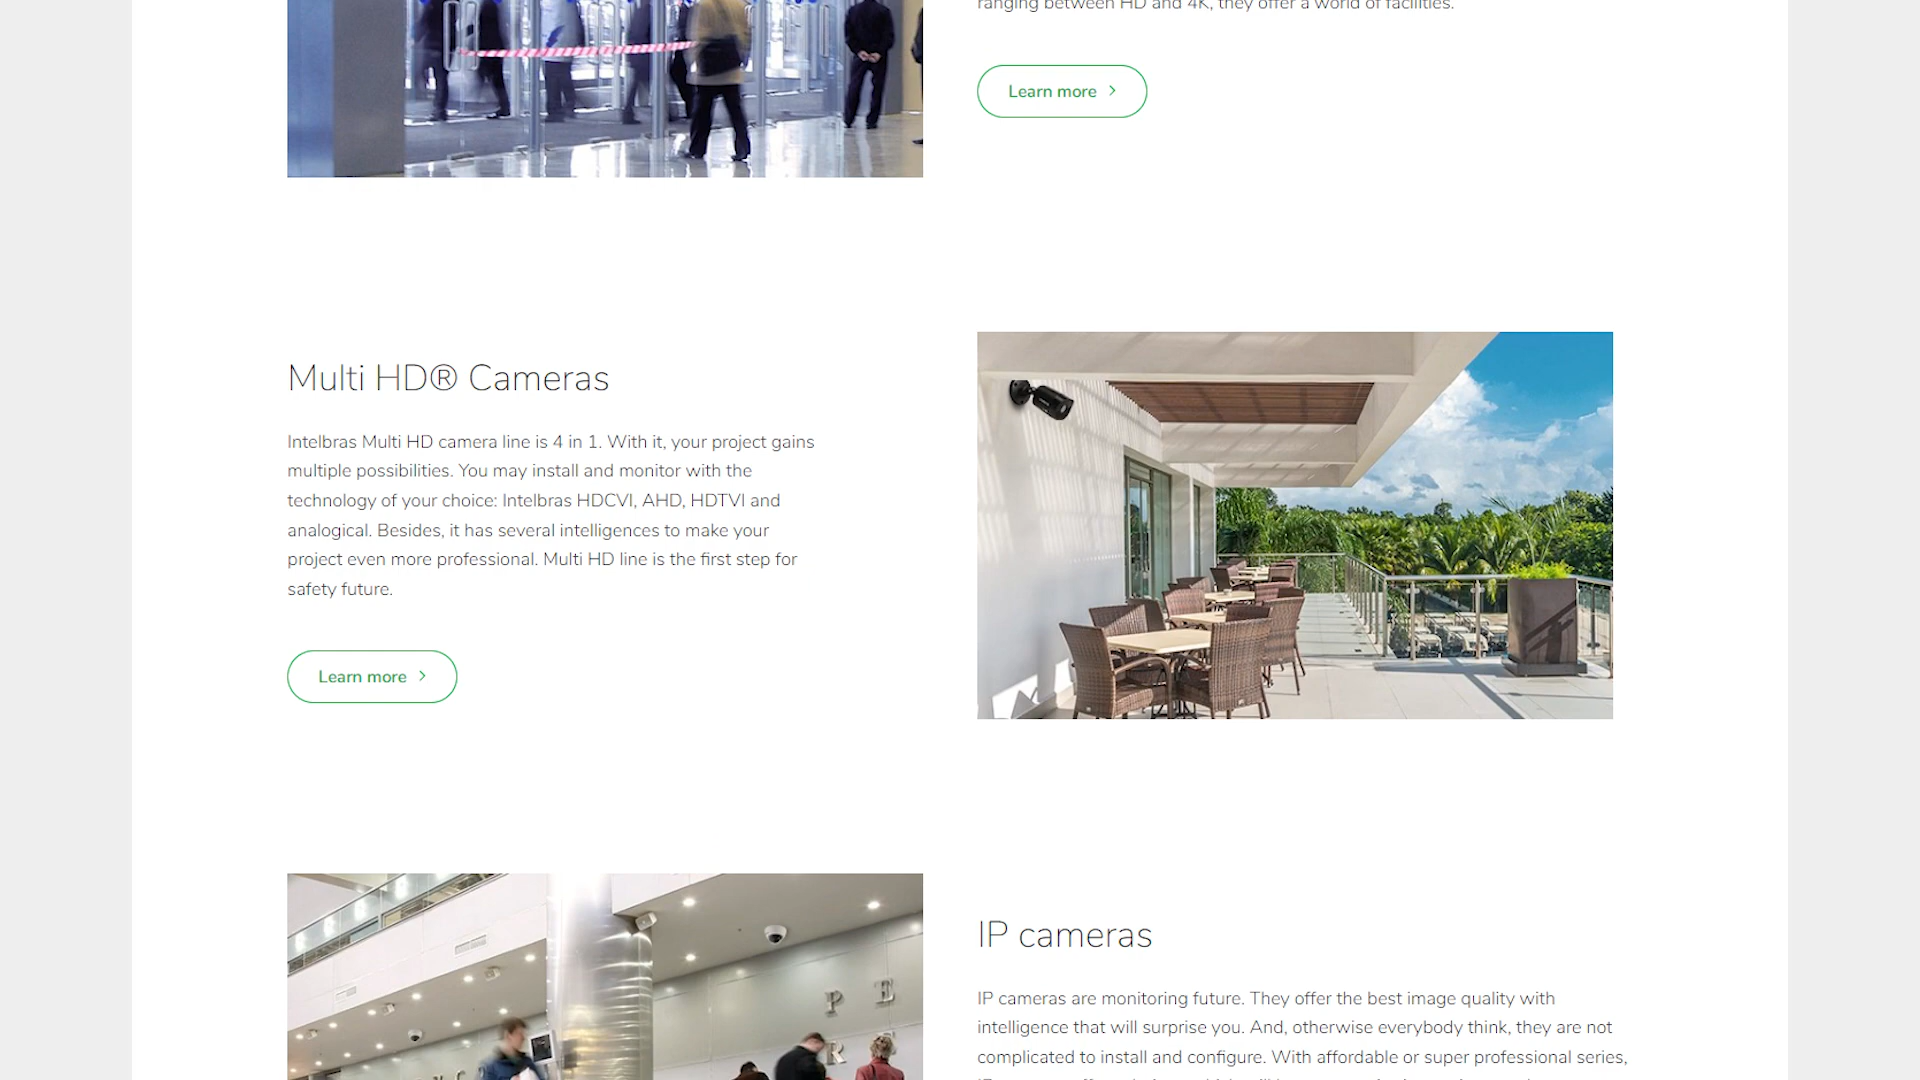 ranging between HD and 4K, they offer a world of facilities.
Learn more
Multi HD® Cameras
Intelbras Multi HD camera line is 4 in 1. With it, your project gains
multiple possibilities. You may install and monitor with the
technology of your choice: Intelbras HDCVI, AHD, HDTVI and
analogical. Besides, it has several intelligences to make your
project even more professional. Multi HD line is the first step for
safety future.
Learn more
P E
R
IP cameras
IP cameras are monitoring future. They offer the best image quality with
intelligence that will surprise you. And, otherwise everybody think, they are not
complicated to install and configure. With affordable or super professional series,